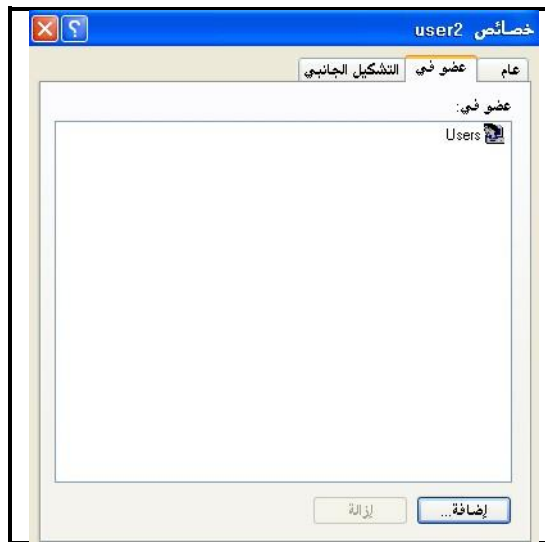 خصائص user2
عام
عضو في
التشكيل الجانبي
عضو في:
Users
إضافة...
إزالة